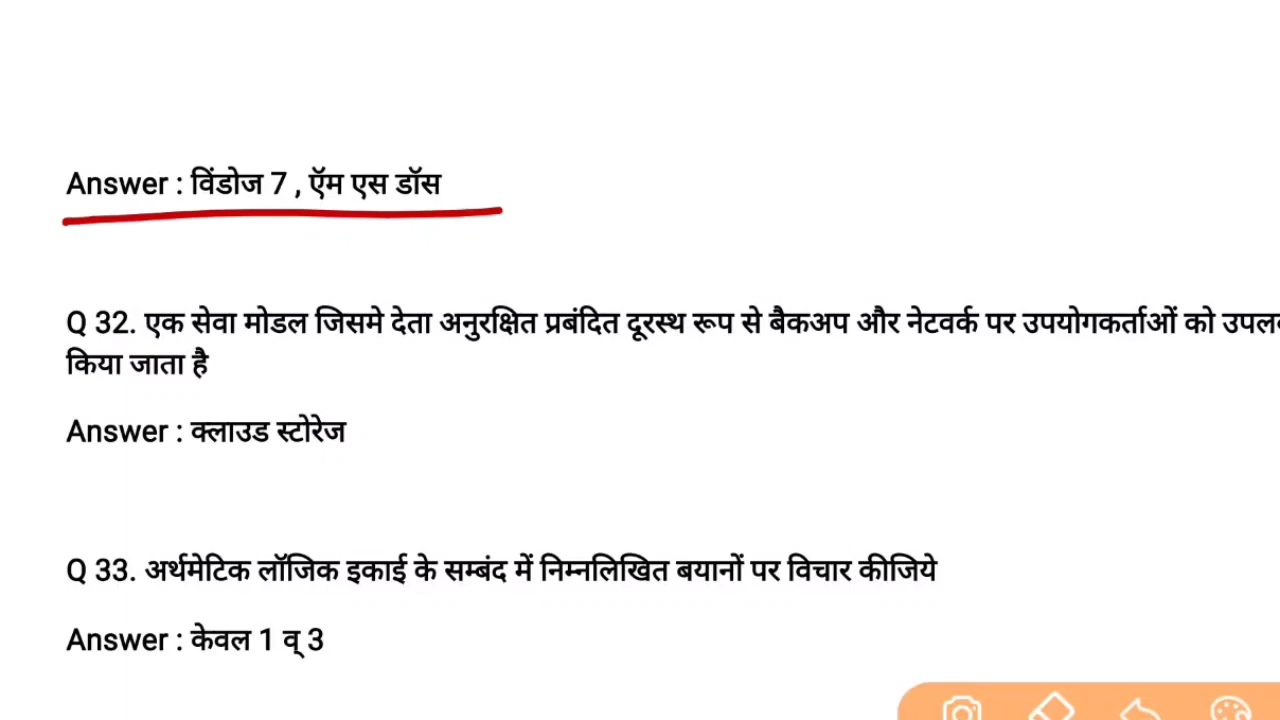 Answer : विंडोज 7 , ऍम एस डॉस
Q 32. एक सेवा मोडल जिसमे देता अनुरक्षित प्रबंदित दूरस्थ रूप से बैकअप और नेटवर्क पर उपयोगकर्ताओं को
किया जाता है
Answer : क्लाउड स्टोरेज
Q 33. अर्थमेटिक लॉजिक इकाई के सम्बंद में निम्नलिखित बयानों पर विचार कीजिये
Answer : केवल 1 व् 3